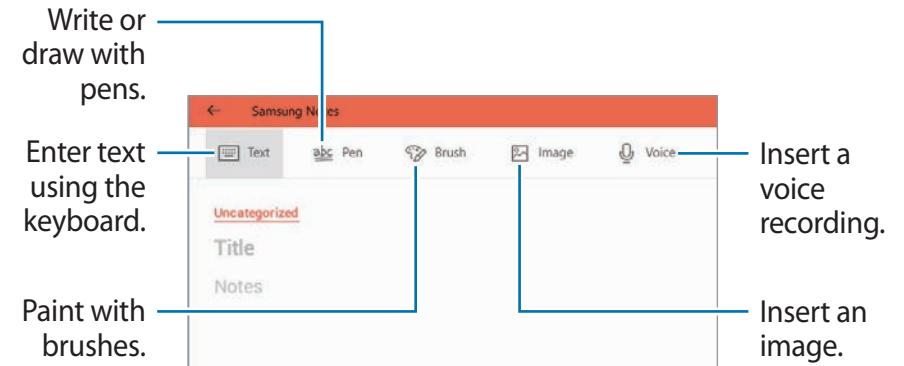 Write or
draw with
pens.
Samsung Notes
Enter text
using the
keyboard.
Text
abc Pen
Brush
Image
Voice
Insert a
voice
recording.
Uncategorized
Title
Notes
Paint with
brushes.
Insert an
image.